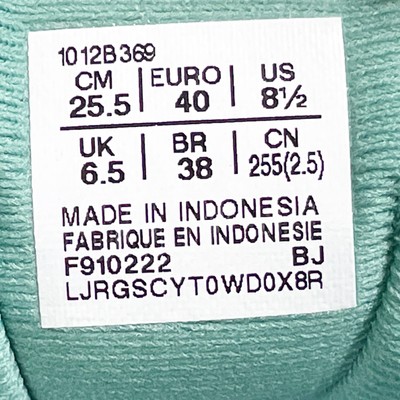 1012B369
CM | EURO | US
25.5 | 40 | 8½
UK | BR | CN
6.5 | 38 | 255(2.5)
MADE IN INDONESIA
FABRIQUE EN INDONESIE
F910222 BJ
LJRGSCYT0WD0X8R